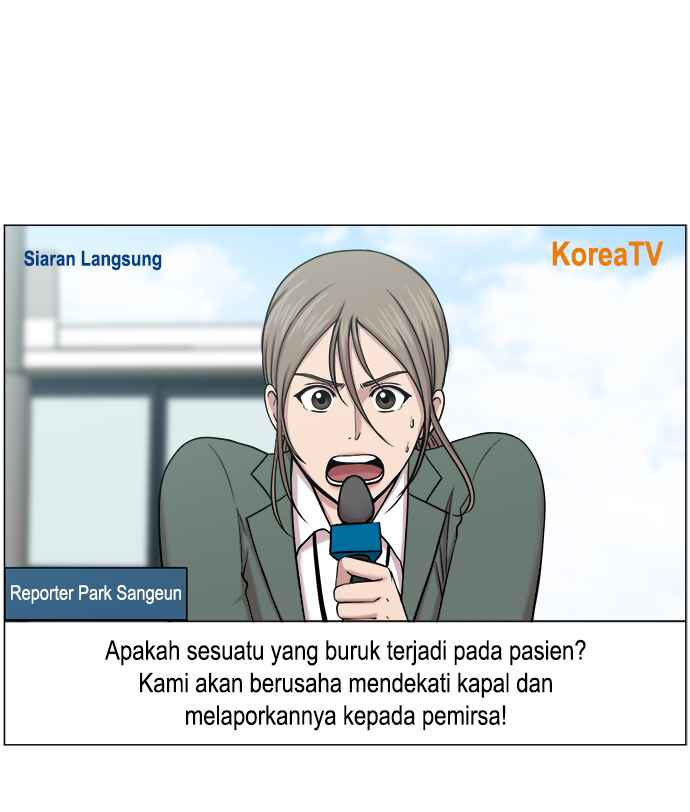 Siaran Langsung
KoreaTV
Reporter Park Sangeun
Apakah sesuatu yang buruk terjadi pada pasien?
Kami akan berusaha mendekati kapal dan
melaporkannya kepada pemirsa!